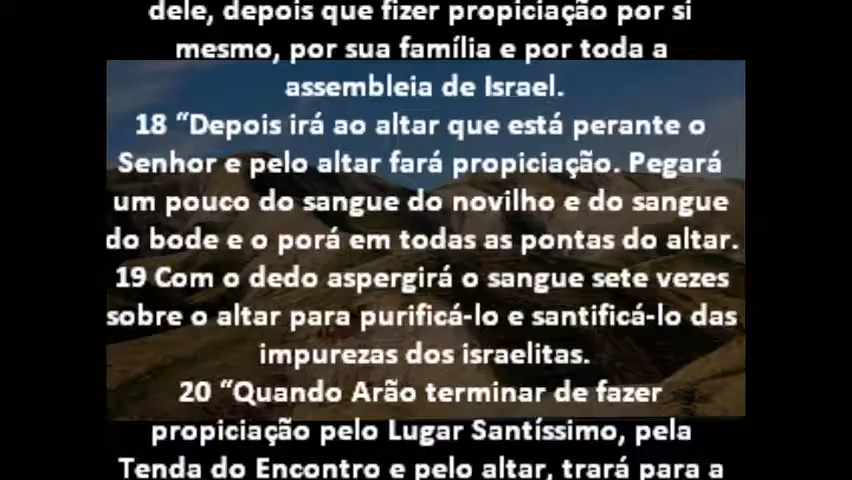 dele, depois que fizer propiciação por si
mesmo, por sua família e por toda a
assembleia de Israel.
18 “Depois irá ao altar que está perante o
Senhor e pelo altar fará propiciação. Pegará
um pouco do sangue do novilho e do sangue
do bode e o porá em todas as pontas do altar.
19 Com o dedo aspergirá o sangue sete vezes
sobre o altar para purificá-lo e santificá-lo das
impurezas dos israelitas.
20 “Quando Arão terminar de fazer
propiciação pelo Lugar Santíssimo, pela
Tenda do Encontro e pelo altar, trará para a